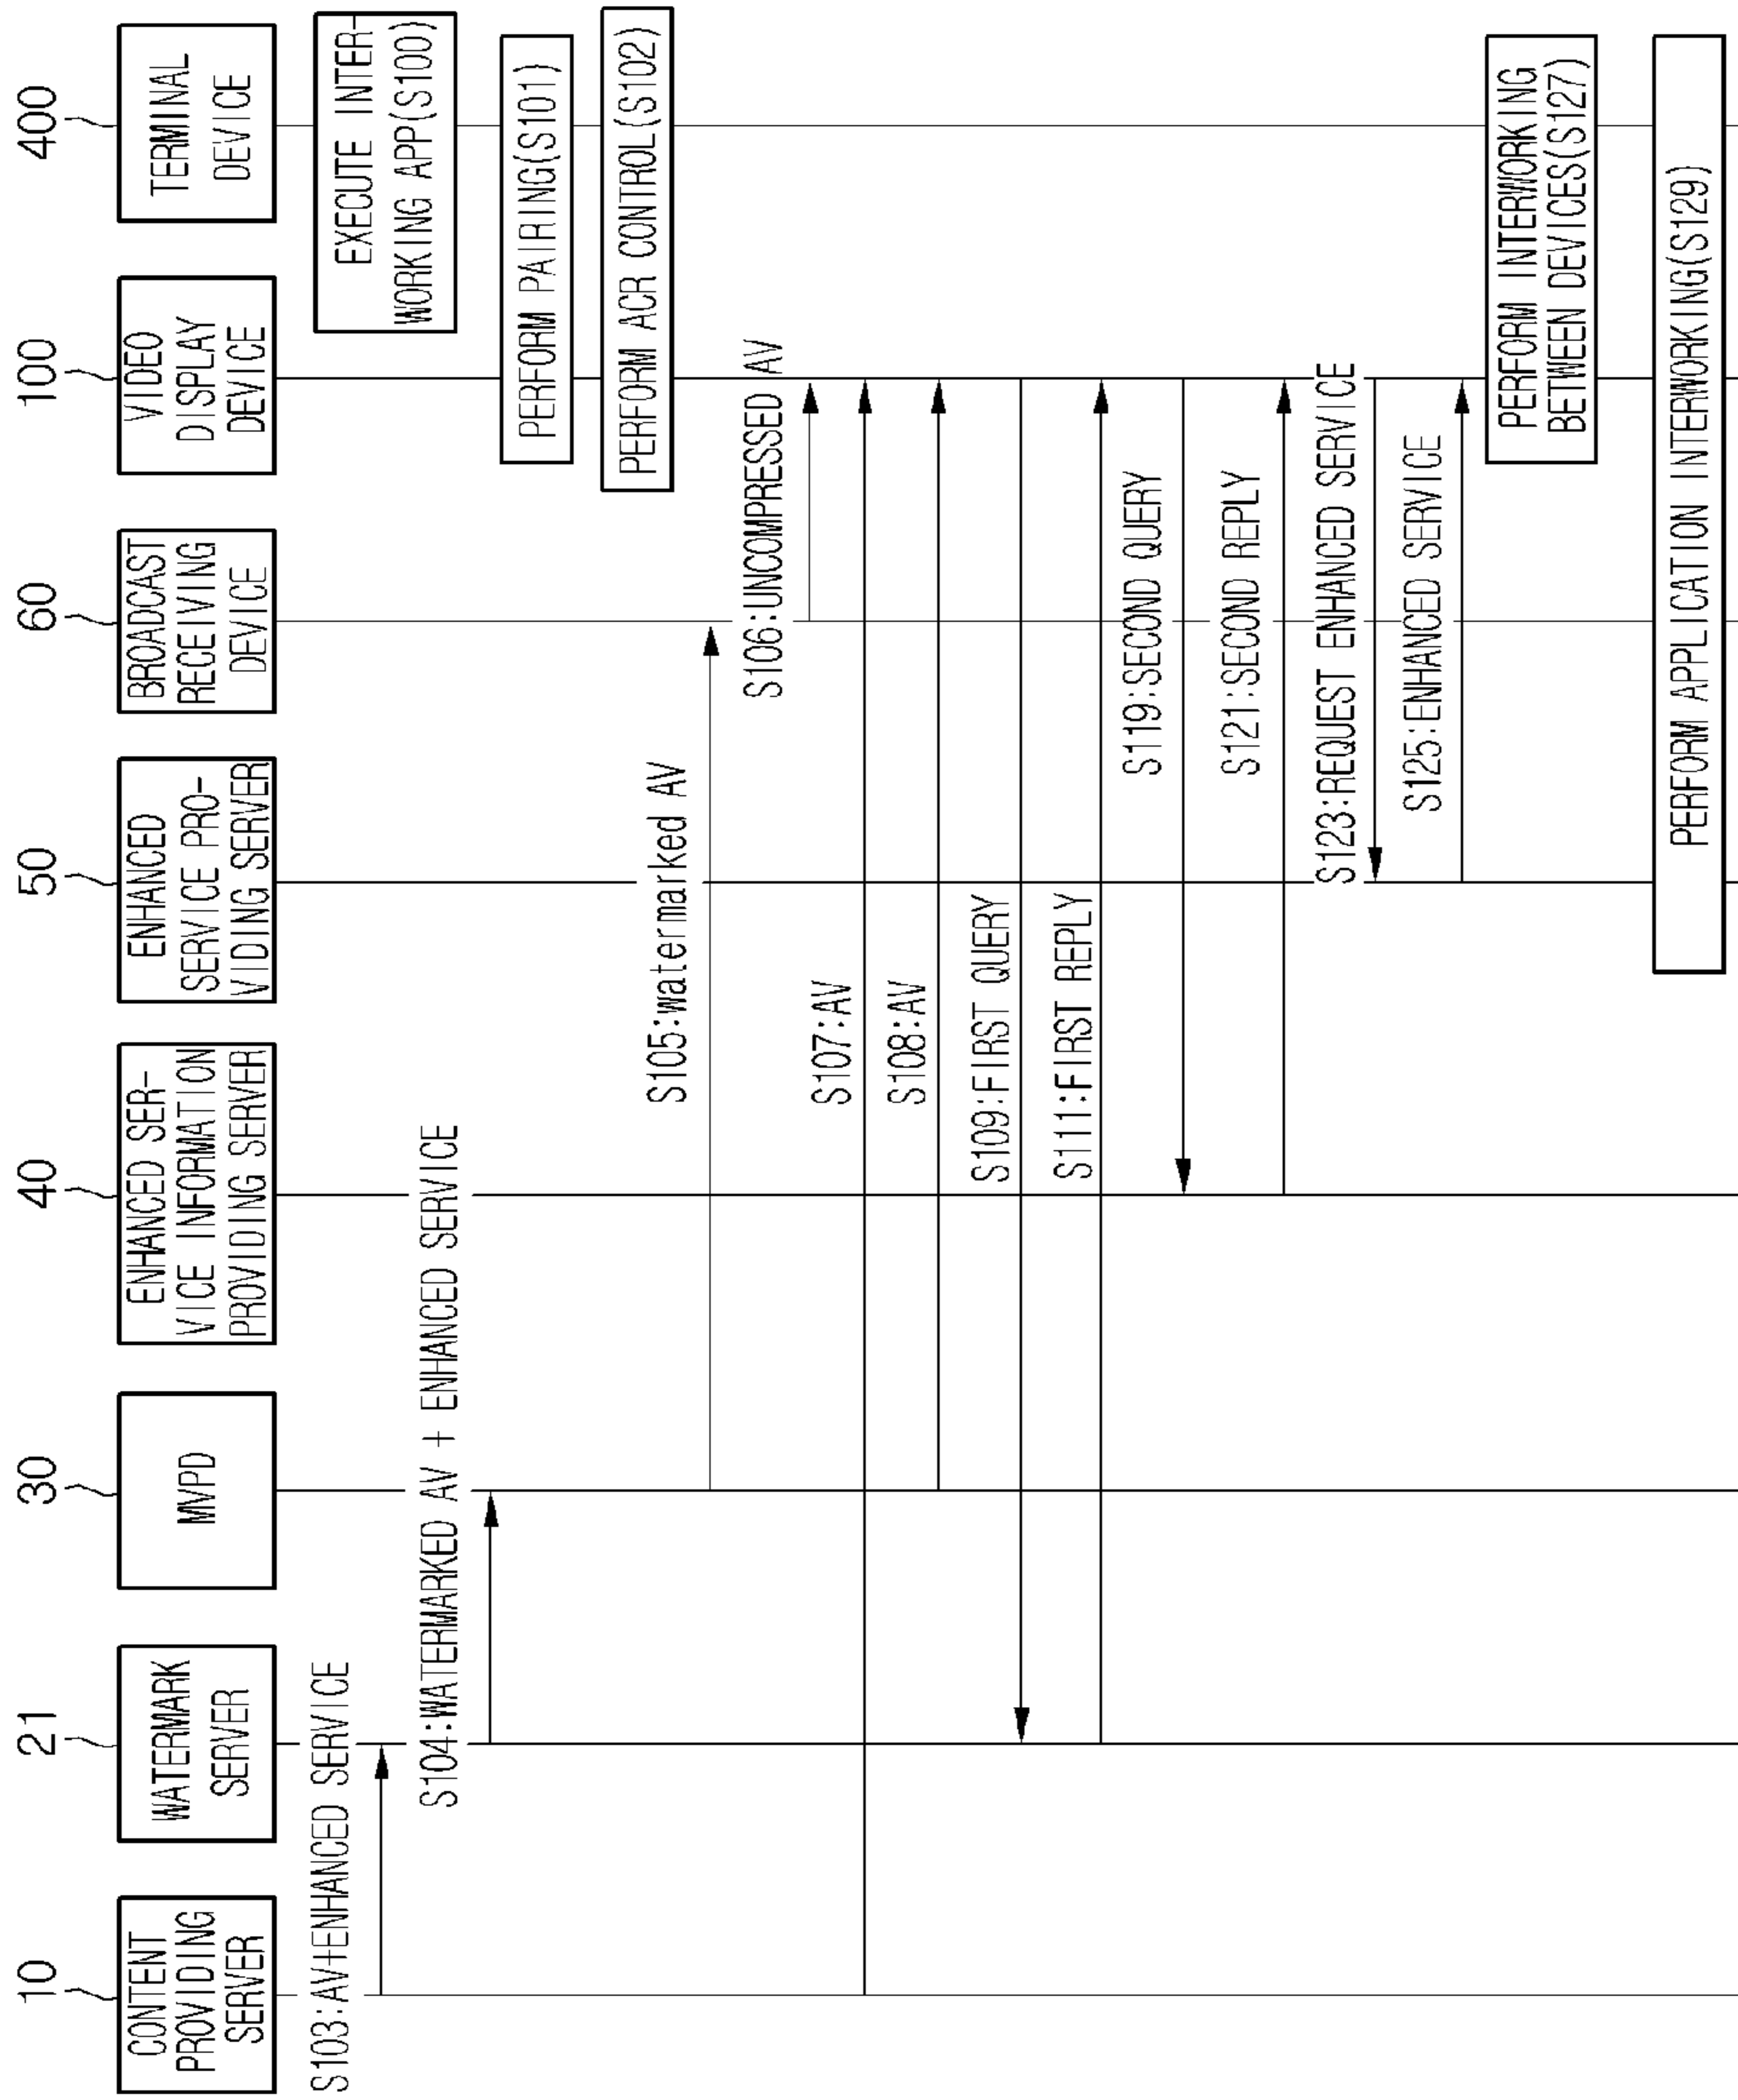 10
21
30
40
50
60
100
400
CONTENT
PROVIDING
SERVER
WATERMARK
SERVER
MVPD
ENHANCED SER-
VICE INFORMATION
PROVIDING SERVER
ENHANCED
SERVICE PRO-
VIDING SERVER
BROADCAST
RECEIVING
DEVICE
VIDEO
DISPLAY
DEVICE
TERMINAL
DEVICE
EXECUTE INTER-
WORKING APP(S100)
PERFORM PAIRING(S101)
PERFORM ACR CONTROL(S102)
S103:AV+ENHANCED SERVICE
S104:WATERMARKED AV + ENHANCED SERVICE
S105:watermarked AV
S106:UNCOMPRESSED AV
S107:AV
S108:AV
S109:FIRST QUERY
S111:FIRST REPLY
S119:SECOND QUERY
S121:SECOND REPLY
S123:REQUEST ENHANCED SERVICE
S125:ENHANCED SERVICE
PERFORM INTERWORKING
BETWEEN DEVICES(S127)
PERFORM APPLICATION INTERWORKING(S129)